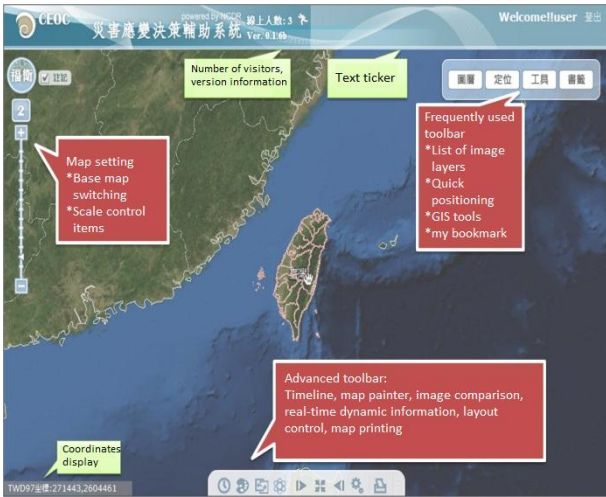 CEOC
災害應變決策輔助系統
powered by NCDR
線上人數: 3
Ver. 0.1.6b
Welcome!!user 登出
福衛
註記
2
Number of visitors,
version information
Text ticker
圖層 定位 工具 書籤
Map setting
*Base map
switching
*Scale control
items
Frequently used
toolbar
*List of image
layers
*Quick
positioning
*GIS tools
*my bookmark
Advanced toolbar:
Timeline, map painter, image comparison,
real-time dynamic information, layout
control, map printing
Coordinates
display
TWD97坐標:271443,2604461